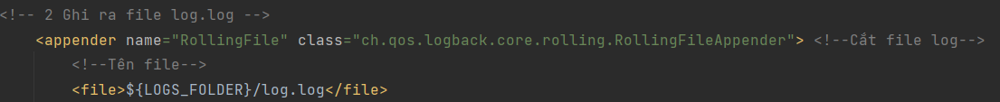 <!-- 2 Ghi ra file log.log -->
<appender name="RollingFile" class="ch.qos.logback.core.rolling.RollingFileAppender"> <!--Cắt file log-->
<!--Tên file-->
<file>${LOGS_FOLDER}/log.log</file>